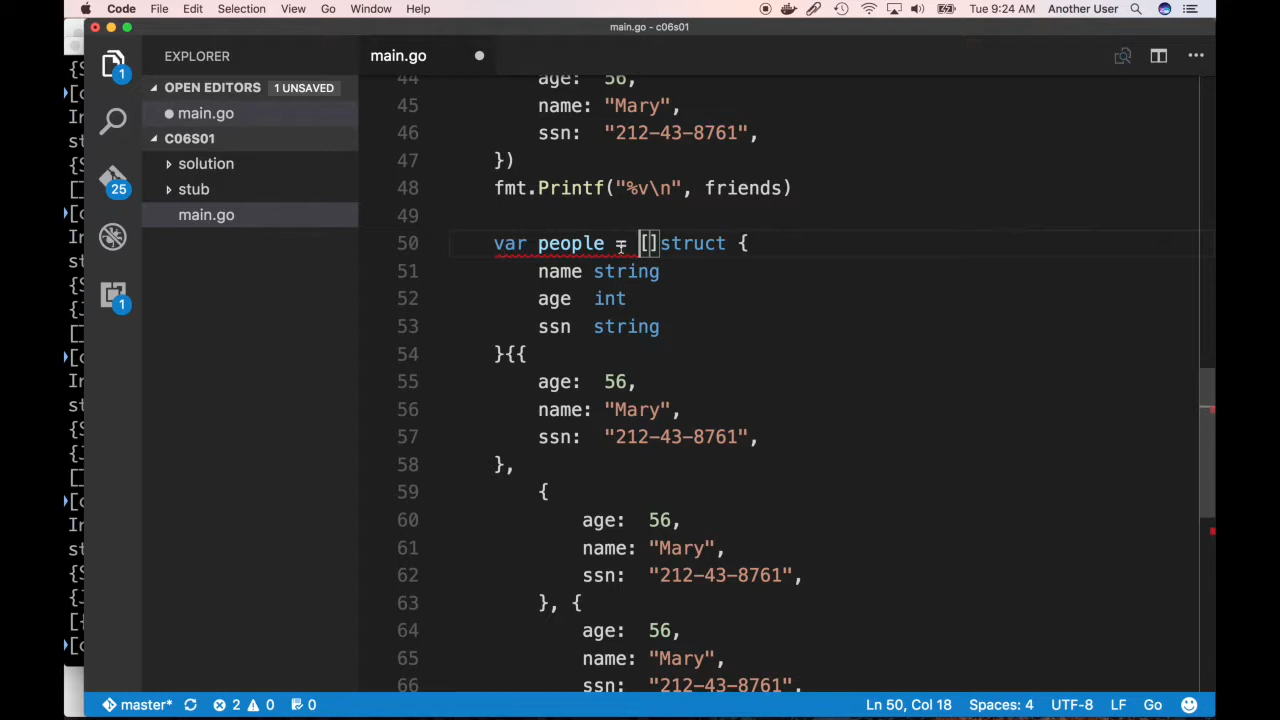 Code File Edit Selection View Go Window Help Tue 9:24 AM Another User
main.go - c06s01
EXPLORER
main.go
1
OPEN EDITORS 1 UNSAVED
main.go
C06S01
solution
25
stub
main.go
1
44 age: 56,
45 name: "Mary",
46 ssn: "212-43-8761",
47 })
48 fmt.Printf("%v\n", friends)
49
50 var people = []struct {
51 name string
52 age int
53 ssn string
54 }{{
55 age: 56,
56 name: "Mary",
57 ssn: "212-43-8761",
58 },
59 {
60 age: 56,
61 name: "Mary",
62 ssn: "212-43-8761",
63 }, {
64 age: 56,
65 name: "Mary",
66 ssn: "212-43-8761",
master* 2 0 0 Ln 50, Col 18 Spaces: 4 UTF-8 LF Go